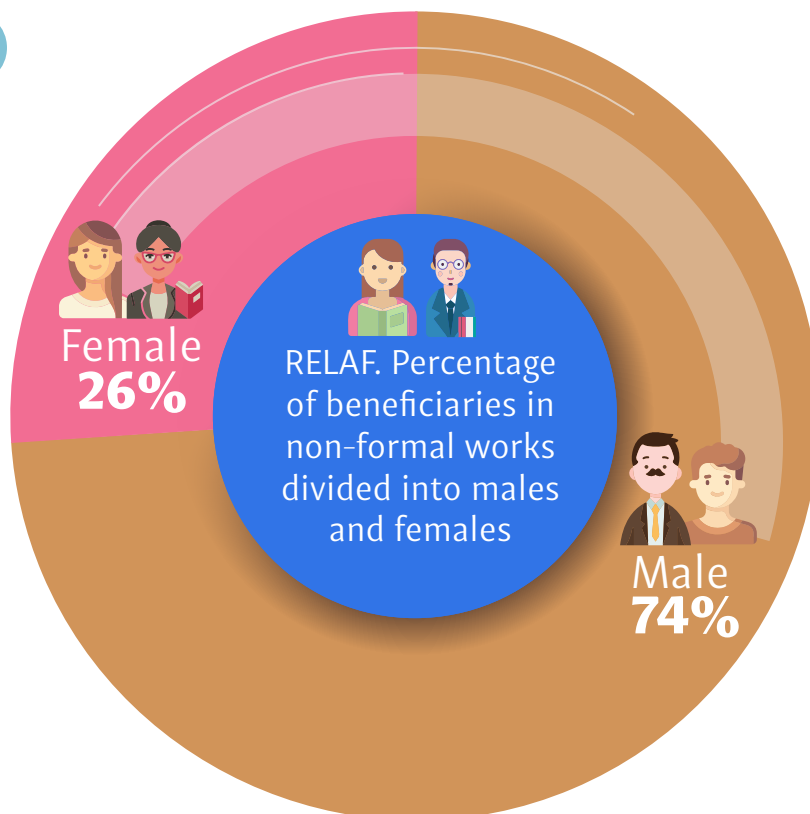 Female
26%
RELAF. Percentage
of beneficiaries in
non-formal works
divided into males
and females
Male
74%